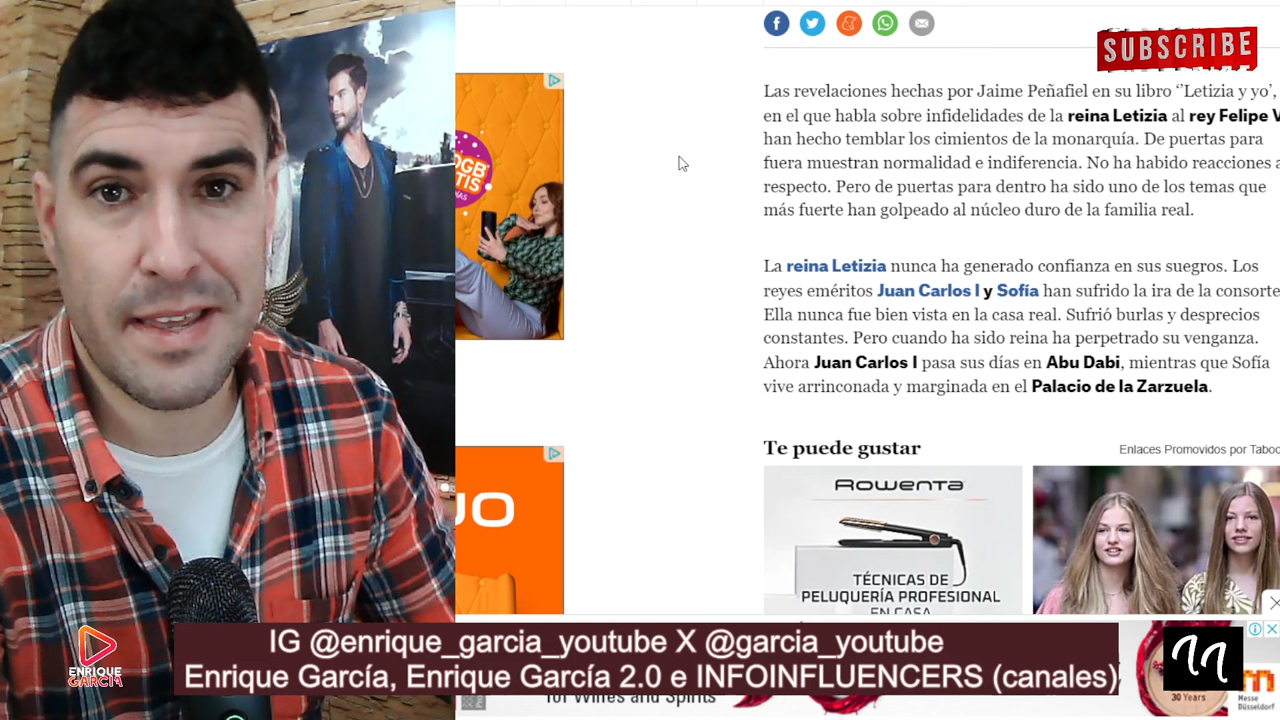 SUBSCRIBE
Las revelaciones hechas por Jaime Peñafiel en su libro ‘’Letizia y yo’,
en el que habla sobre infidelidades de la reina Letizia al rey Felipe V
han hecho temblar los cimientos de la monarquía. De puertas para
fuera muestran normalidad e indiferencia. No ha habido reacciones a
respecto. Pero de puertas para dentro ha sido uno de los temas que
más fuerte han golpeado al núcleo duro de la familia real.
La reina Letizia nunca ha generado confianza en sus suegros. Los
reyes eméritos Juan Carlos I y Sofía han sufrido la ira de la consorte
Ella nunca fue bien vista en la casa real. Sufrió burlas y desprecios
constantes. Pero cuando ha sido reina ha perpetrado su venganza.
Ahora Juan Carlos I pasa sus días en Abu Dabi, mientras que Sofía
vive arrinconada y marginada en el Palacio de la Zarzuela.
Te puede gustar
Enlaces Promovidos por Taboo
Rowenta
TÉCNICAS DE
PELUQUERÍA PROFESIONAL
EN CASA
IG @enrique_garcia_youtube X @garcia_youtube
Enrique García, Enrique García 2.0 e INFOINFLUENCERS (canales)
ENRIQUE
GARCÍA
for Wines and Spirits
30 Years
Messe
Düsseldorf